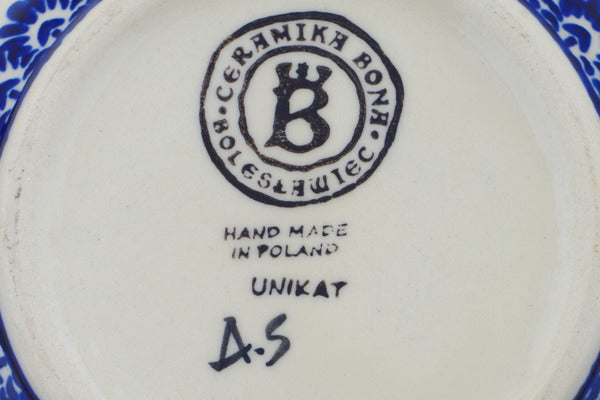 CERAMIKA BONA
B
BOLESŁAWIEC
HAND MADE
IN POLAND
UNIKAT
A.S